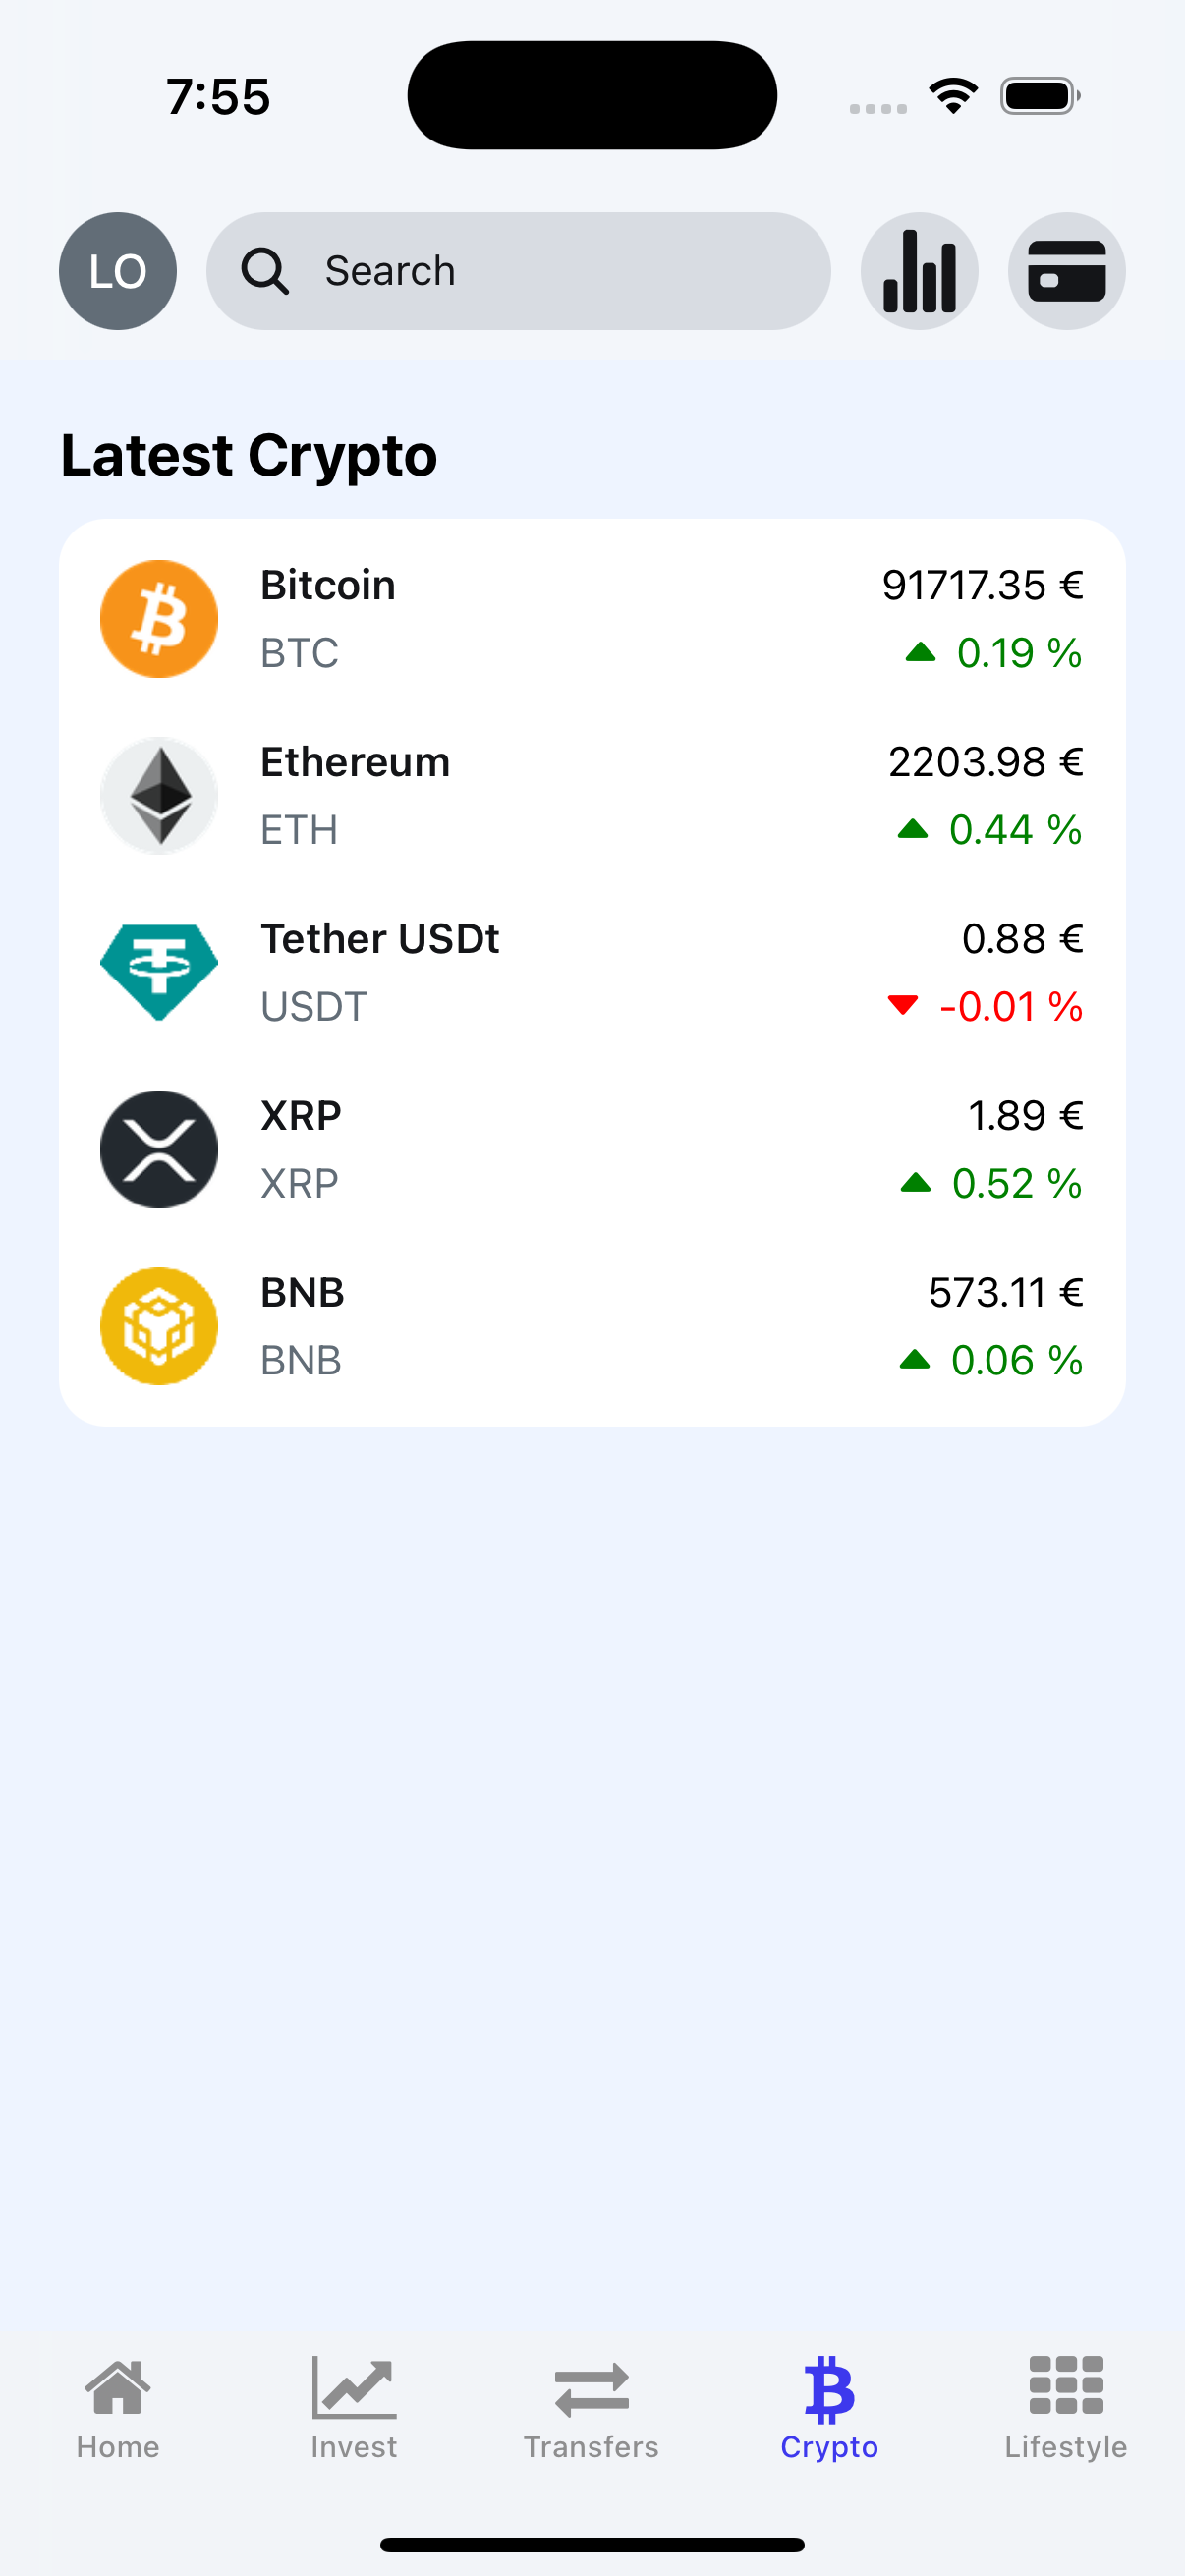 7:55
LO
Search
Latest Crypto
Bitcoin
91717.35 €
BTC
0.19 %
Ethereum
2203.98 €
ETH
0.44 %
Tether USDt
0.88 €
USDT
-0.01 %
XRP
1.89 €
XRP
0.52 %
BNB
573.11 €
BNB
0.06 %
Home
Invest
Transfers
Crypto
Lifestyle